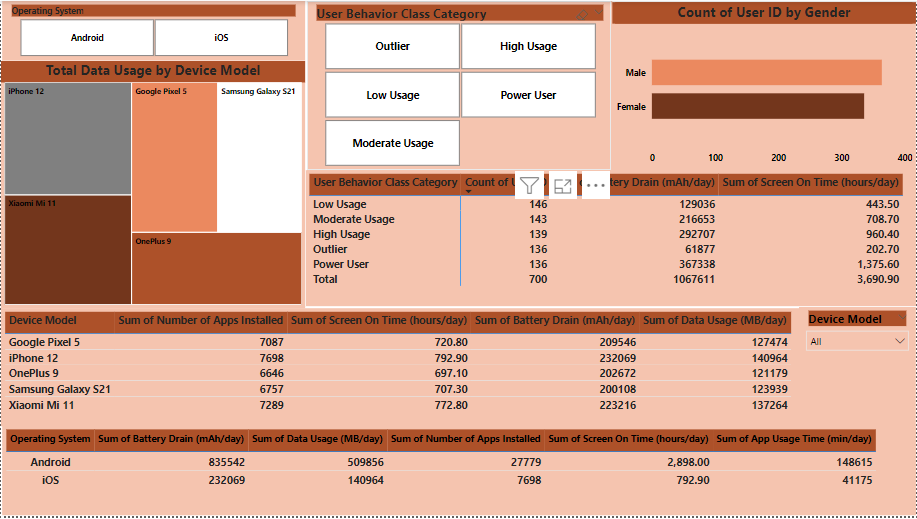 Operating System
Android
iOS
User Behavior Class Category
Outlier
High Usage
Low Usage
Power User
Moderate Usage
Count of User ID by Gender
Male
Female
0 100 200 300 400
Total Data Usage by Device Model
iPhone 12
Google Pixel 5
Samsung Galaxy S21
Xiaomi Mi 11
OnePlus 9
User Behavior Class Category Count of Drain (mAh/day) Sum of Screen On Time (hours/day)
Low Usage 146 129036 443.50
Moderate Usage 143 216653 708.70
High Usage 139 292707 960.40
Outlier 136 61877 202.70
Power User 136 367338 1,375.60
Total 700 1067611 3,690.90
Device Model Sum of Number of Apps Installed Sum of Screen On Time (hours/day) Sum of Battery Drain (mAh/day) Sum of Data Usage (MB/day)
Google Pixel 5 7087 720.80 209546 127474
iPhone 12 7698 792.90 232069 140964
OnePlus 9 6646 697.10 202672 121179
Samsung Galaxy S21 6757 707.30 200108 123939
Xiaomi Mi 11 7289 772.80 223216 137264
Device Model
All
Operating System Sum of Battery Drain (mAh/day) Sum of Data Usage (MB/day) Sum of Number of Apps Installed Sum of Screen On Time (hours/day) Sum of App Usage Time (min/day)
Android 835542 509856 27779 2,898.00 148615
iOS 232069 140964 7698 792.90 41175